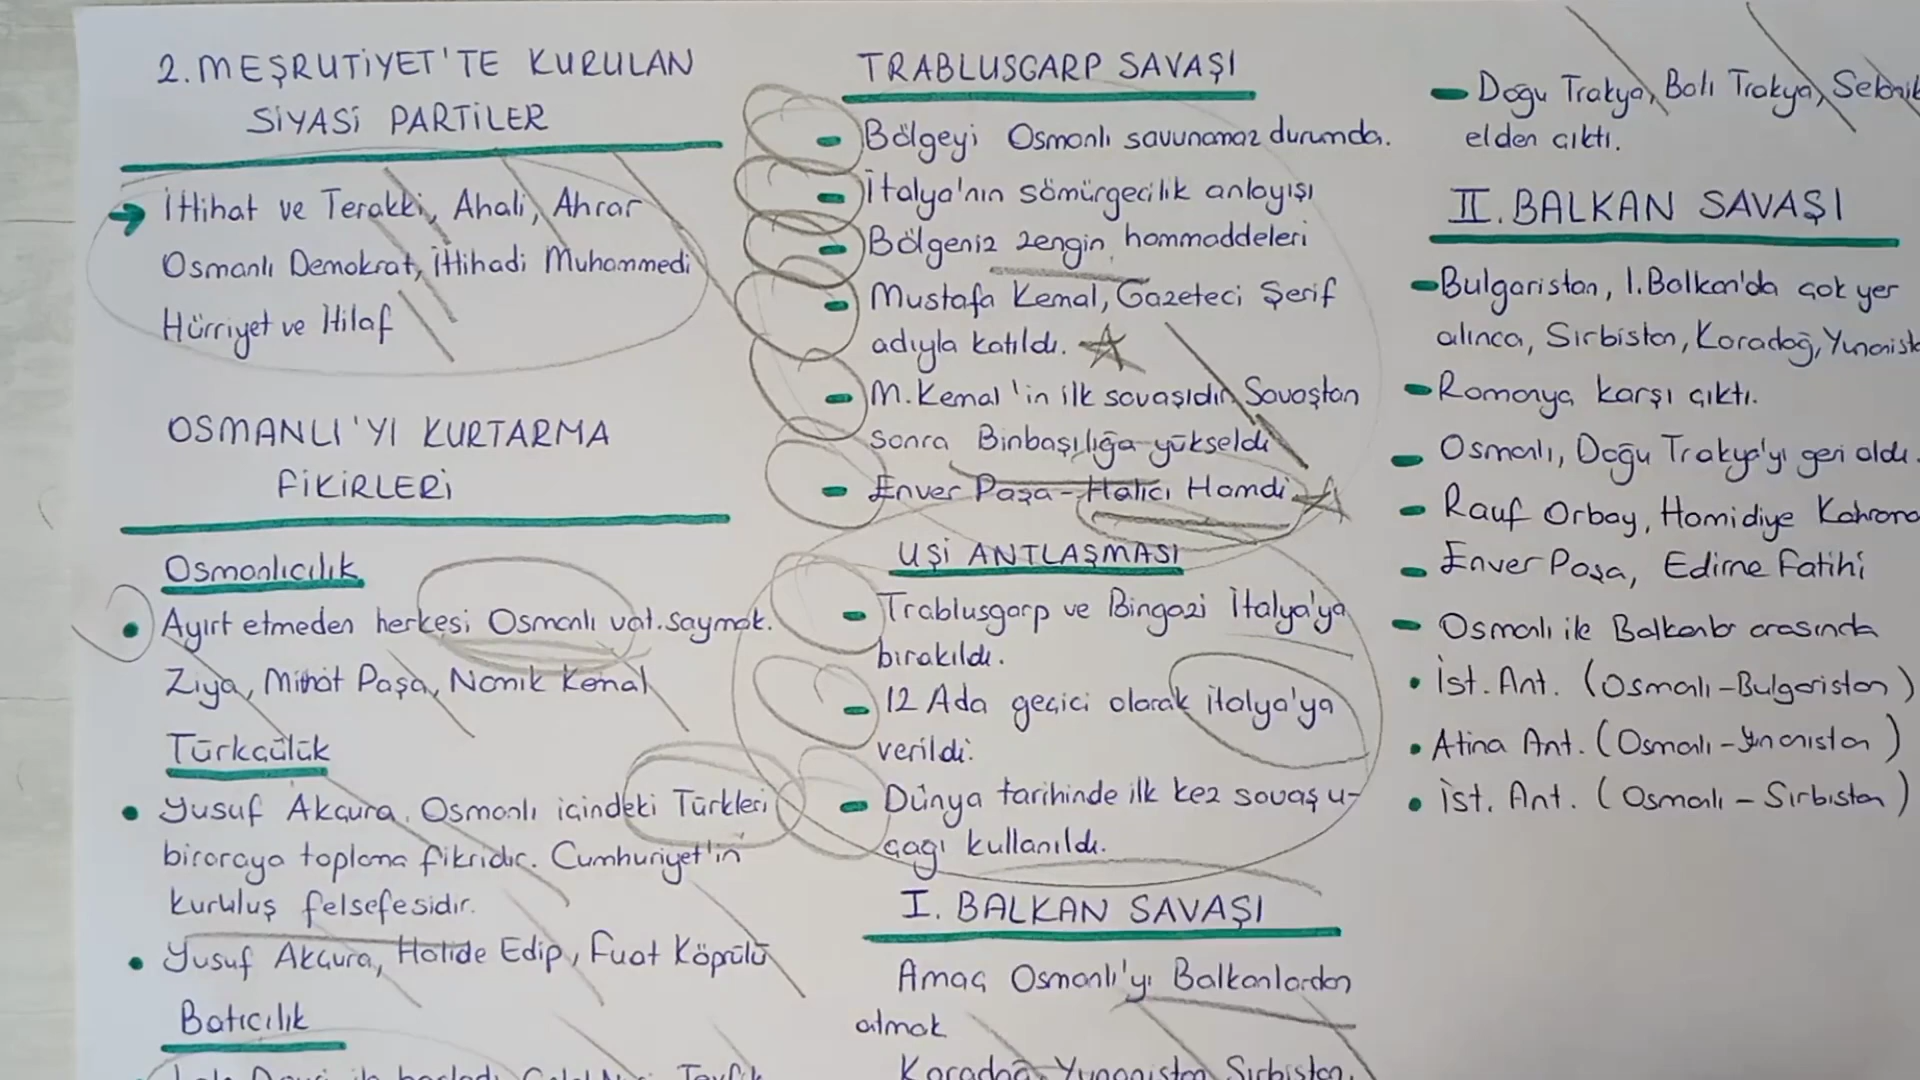 2. MEŞRUTİYET'TE KURULAN
SİYASİ PARTİLER
İttihat ve Terakki, Ahali, Ahrar
Osmanlı Demokrat, İttihadi Muhammedi
Hürriyet ve Hilaf
OSMANLI'YI KURTARMA
FİKİRLERİ
Osmanlıcılık
Ayırt etmeden herkesi Osmanlı vat. saymak.
Ziya, Mithat Paşa, Namık Kemal
Türkçülük
Yusuf Akçura, Osmanlı içindeki Türkleri
biraraya toplama fikridir. Cumhuriyet'in
kuruluş felsefesidir.
Yusuf Akçura, Halide Edip, Fuat Köprülü
Batıcılık
TRABLUSGARP SAVAŞI
Bölgeyi Osmanlı savunamaz durumda.
İtalya'nın sömürgecilik anlayışı
Bölgeniz zengin hammaddeleri
Mustafa Kemal, Gazeteci Şerif
adıyla katıldı.
M. Kemal'in ilk savaşıdır. Savaştan
sonra Binbaşılığa yükseldi
Enver Paşa - Halıcı Hamdi
UŞİ ANTLAŞMASI
Trablusgarp ve Bingazi İtalya'ya
bırakıldı.
12 Ada geçici olarak İtalya'ya
verildi.
Dünya tarihinde ilk kez savaş u-
çağı kullanıldı.
I. BALKAN SAVAŞI
Amaç Osmanlı'yı Balkanlardan
atmak
Karadağ, Yunanistan, Sırbistan,
Doğu Trakya, Batı Trakya, Selanik
elden çıktı.
II. BALKAN SAVAŞI
Bulgaristan, I. Balkan'da çok yer
alınca, Sırbistan, Karadağ, Yunanist
Romanya karşı çıktı.
Osmanlı, Doğu Trakya'yı geri aldı.
Rauf Orbay, Hamidiye Kahrama
Enver Paşa, Edirne Fatihi
Osmanlı ile Balkanlar arasında
İst. Ant. (Osmanlı - Bulgaristan)
Atina Ant. (Osmanlı - Yunanistan)
İst. Ant. (Osmanlı - Sırbistan)